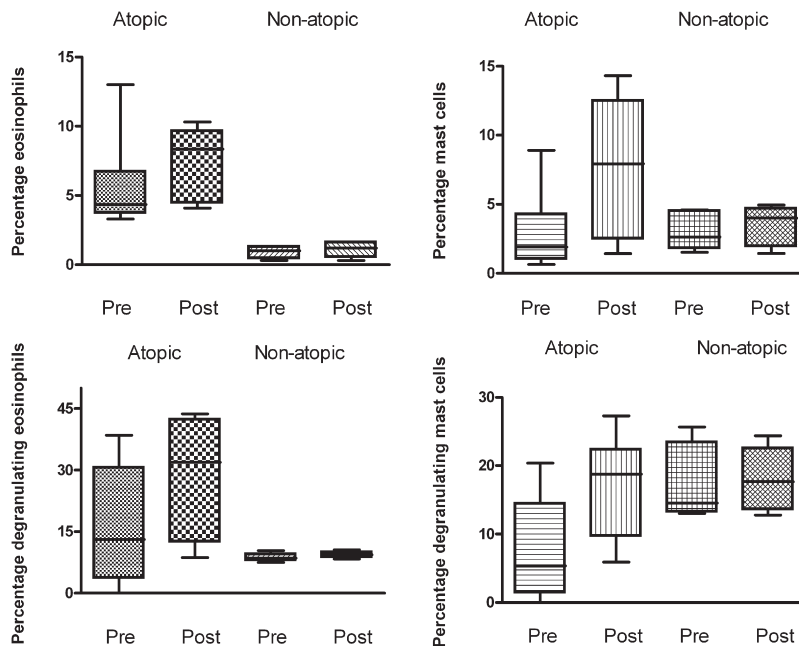 Atopic Non-atopic
Percentage eosinophils
15
10
5
0
Pre Post Pre Post
Atopic Non-atopic
Percentage mast cells
15
10
5
0
Pre Post Pre Post
Atopic Non-atopic
Percentage degranulating eosinophils
45
30
15
0
Pre Post Pre Post
Atopic Non-atopic
Percentage degranulating mast cells
30
20
10
0
Pre Post Pre Post